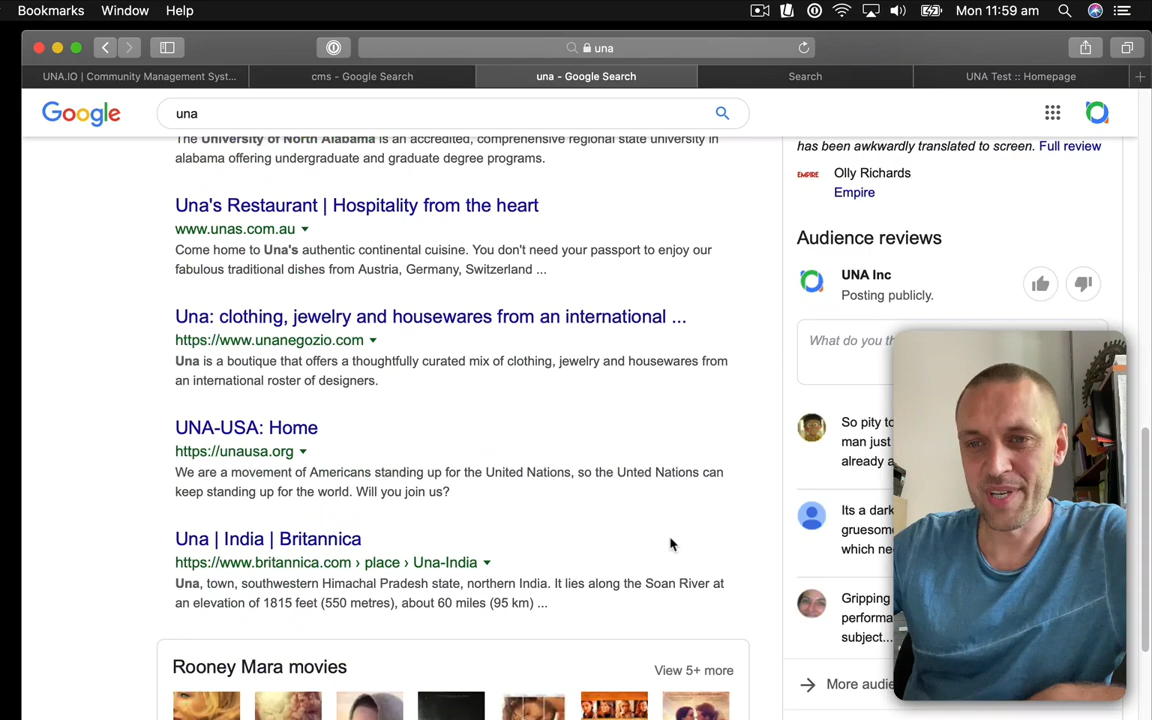 Bookmarks Window Help Mon 11:59 am
una
UNA.IO | Community Management Syst... cms - Google Search una - Google Search Search UNA Test :: Homepage
Google una
The University of North Alabama is an accredited, comprehensive regional state university in
alabama offering undergraduate and graduate degree programs.
Una's Restaurant | Hospitality from the heart
www.unas.com.au
Come home to Una's authentic continental cuisine. You don't need your passport to enjoy our
fabulous traditional dishes from Austria, Germany, Switzerland ...
Una: clothing, jewelry and housewares from an international ...
https://www.unanegozio.com
Una is a boutique that offers a thoughtfully curated mix of clothing, jewelry and housewares from
an international roster of designers.
UNA-USA: Home
https://unausa.org
We are a movement of Americans standing up for the United Nations, so the Unted Nations can
keep standing up for the world. Will you join us?
Una | India | Britannica
https://www.britannica.com › place › Una-India
Una, town, southwestern Himachal Pradesh state, northern India. It lies along the Soan River at
an elevation of 1815 feet (550 metres), about 60 miles (95 km) ...
Rooney Mara movies
View 5+ more
has been awkwardly translated to screen. Full review
EMPIRE
Olly Richards
Empire
Audience reviews
UNA Inc
Posting publicly.
What do you
So pity to
man just
already a
Its a dark
gruesom
which ne
Gripping
performa
subject...
More audie